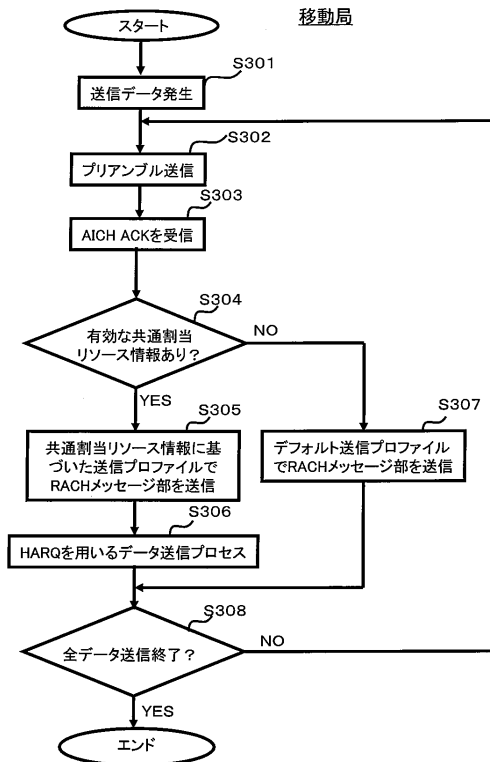 移動局
スタート
S301
送信データ発生
S302
プリアンブル送信
S303
AICH ACKを受信
S304
有効な共通割当
リソース情報あり？
NO
YES
S305
共通割当リソース情報に基
づいた送信プロファイルで
RACHメッセージ部を送信
S307
デフォルト送信プロファイル
でRACHメッセージ部を送信
S306
HARQを用いるデータ送信プロセス
S308
全データ送信終了？
NO
YES
エンド